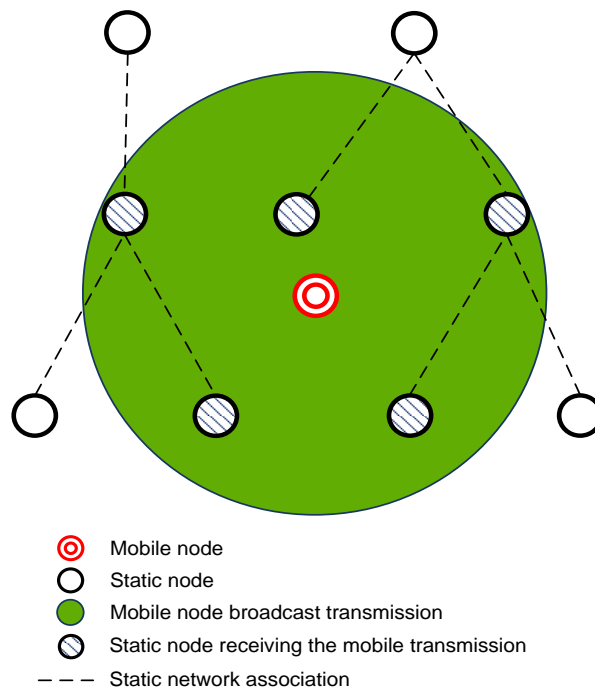 Mobile node
Static node
Mobile node broadcast transmission
Static node receiving the mobile transmission
Static network association